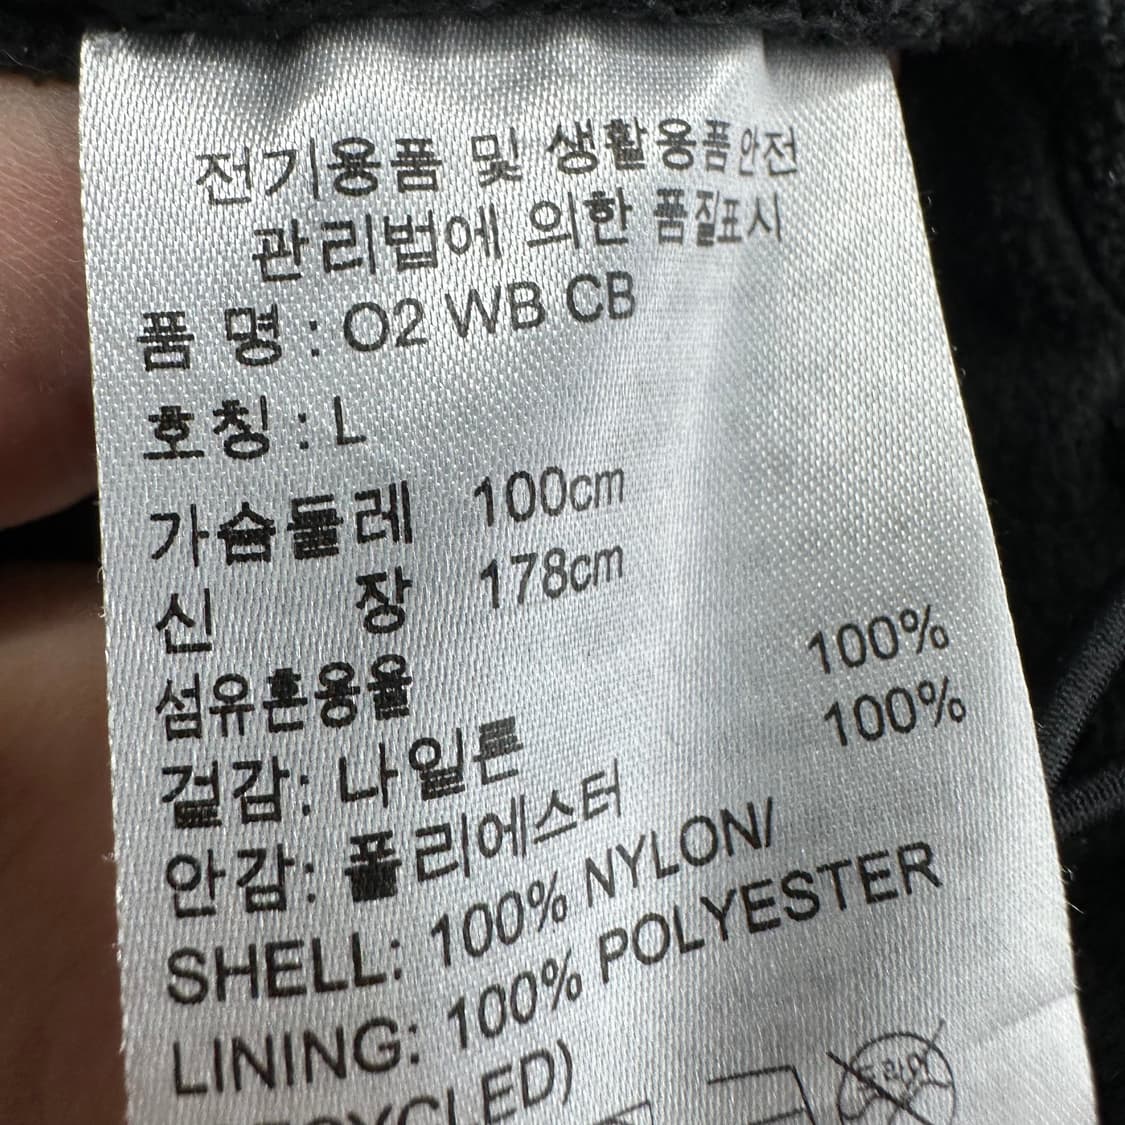 전기용품 및 생활용품안전
관리법에 의한 품질표시
품 명 : O2 WB CB
호칭 : L
가슴둘레 100cm
신 장 178cm
섬유혼용율
겉감: 나일론 100%
안감: 폴리에스터 100%
SHELL: 100% NYLON/
LINING: 100% POLYESTER
드라이